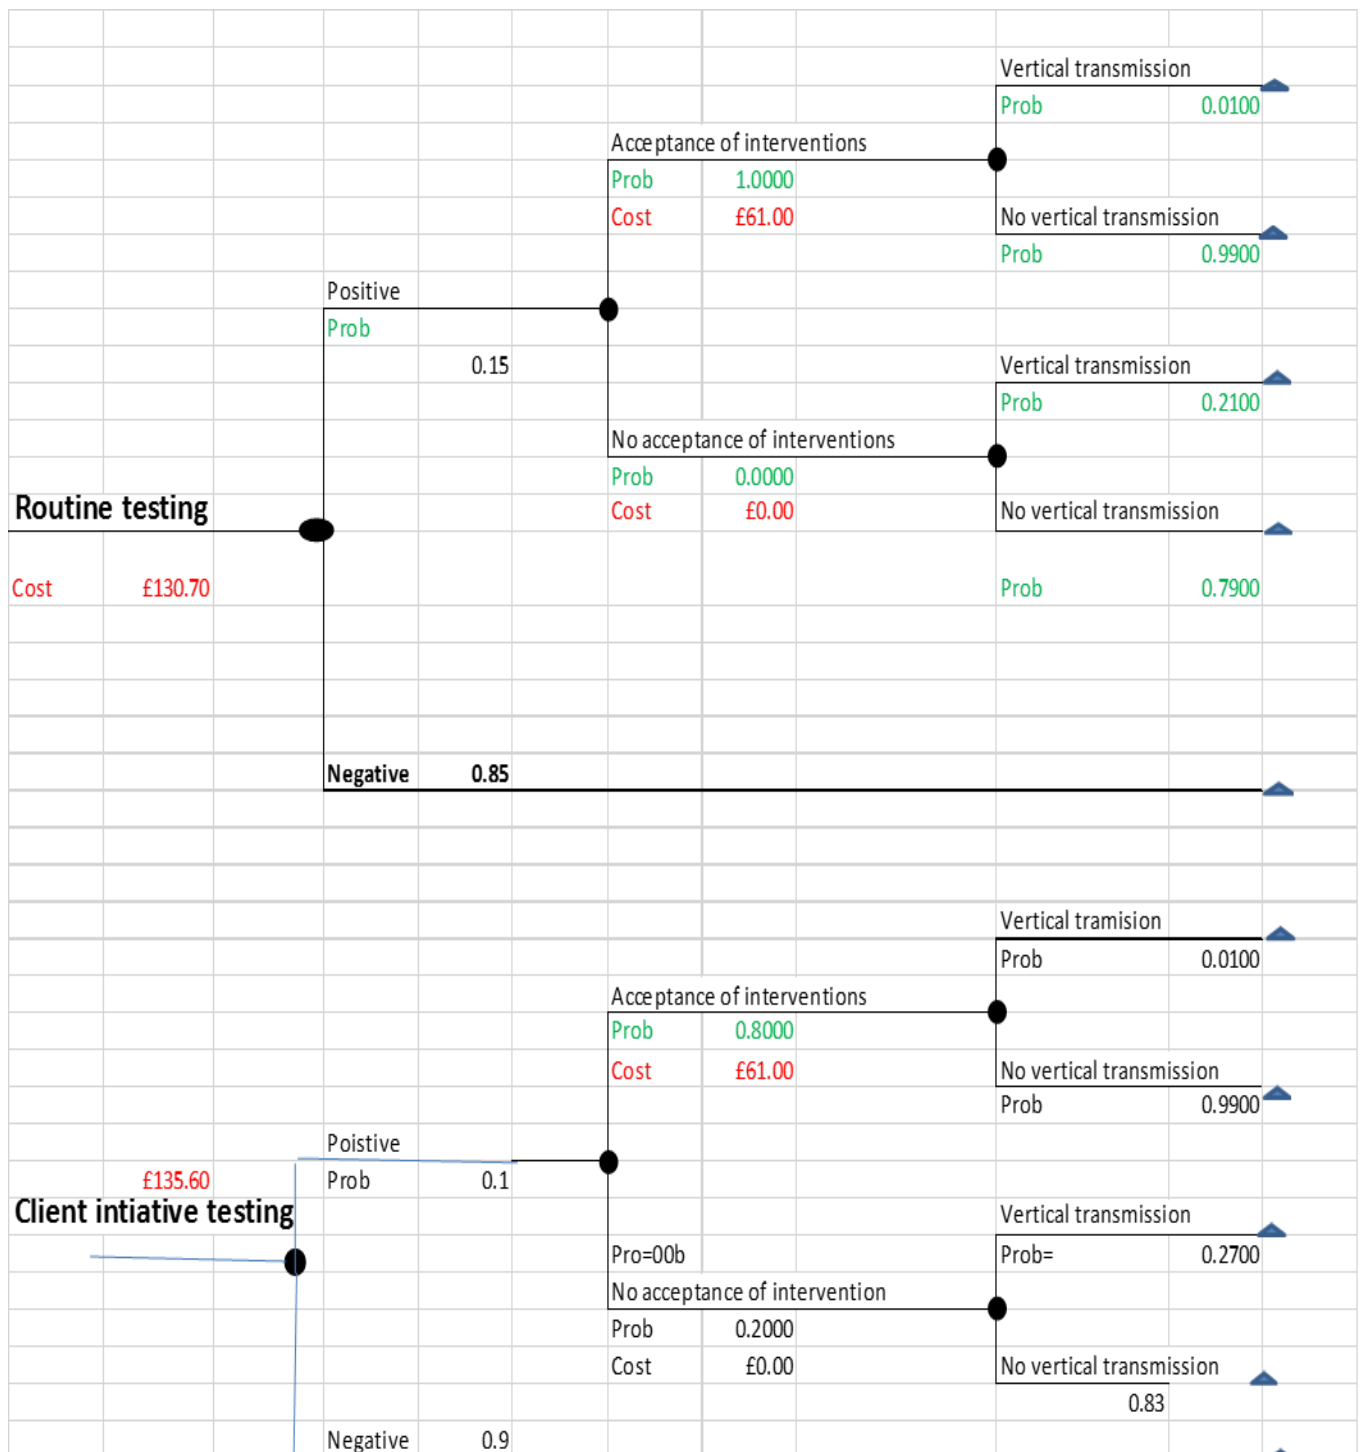 Vertical transmission
Prob 0.0100
Acceptance of interventions
Prob 1.0000
Cost £61.00
No vertical transmission
Prob 0.9900
Positive
Prob
0.15
Vertical transmission
Prob 0.2100
No acceptance of interventions
Prob 0.0000
Cost £0.00
No vertical transmission
Routine testing
Cost £130.70
Prob 0.7900
Negative 0.85
Vertical tramision
Prob 0.0100
Acceptance of interventions
Prob 0.8000
Cost £61.00
No vertical transmission
Prob 0.9900
Poistive
£135.60
Prob 0.1
Client intiative testing
Vertical transmission
Pro=00b
Prob= 0.2700
No acceptance of intervention
Prob 0.2000
Cost £0.00
No vertical transmission
0.83
Negative 0.9